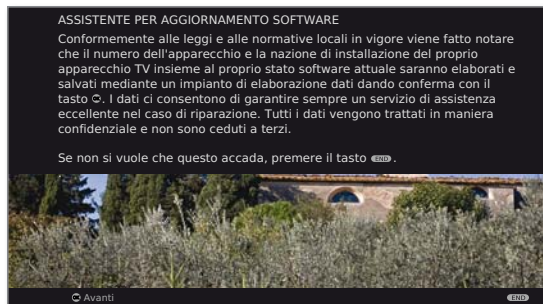 ASSISTENTE PER AGGIORNAMENTO SOFTWARE
Conformemente alle leggi e alle normative locali in vigore viene fatto notare
che il numero dell'apparecchio e la nazione di installazione del proprio
apparecchio TV insieme al proprio stato software attuale saranno elaborati e
salvati mediante un impianto di elaborazione dati dando conferma con il
tasto. I dati ci consentono di garantire sempre un servizio di assistenza
eccellente nel caso di riparazione. Tutti i dati vengono trattati in maniera
confidenziale e non sono ceduti a terzi.
Se non si vuole che questo accada, premere il tasto END.
Avanti END